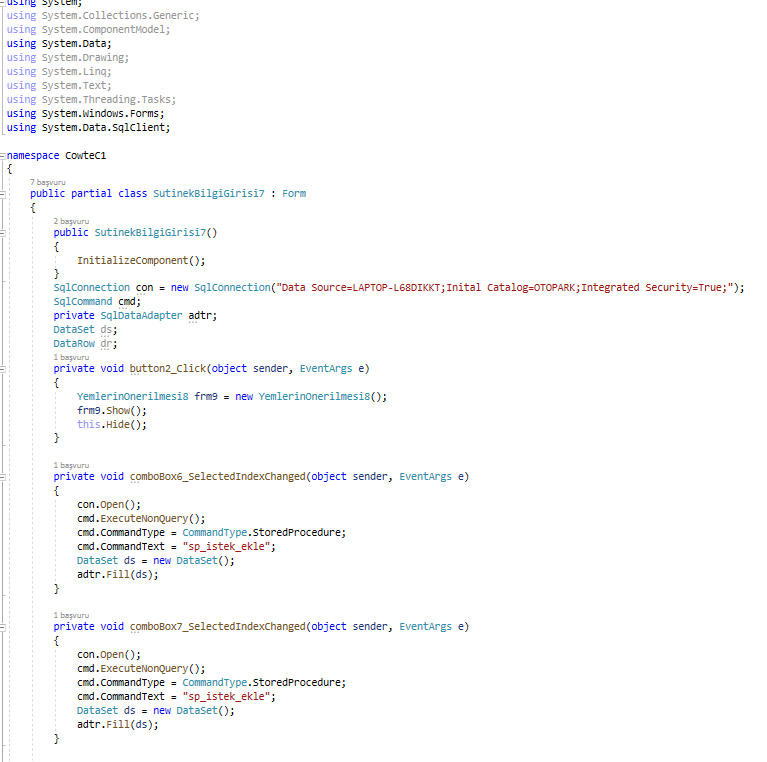 using System;
using System.Collections.Generic;
using System.ComponentModel;
using System.Data;
using System.Drawing;
using System.Linq;
using System.Text;
using System.Threading.Tasks;
using System.Windows.Forms;
using System.Data.SqlClient;
namespace CowteC1
{
7 başvuru
public partial class SutinekBilgiGirisi7 : Form
{
2 başvuru
public SutinekBilgiGirisi7()
{
InitializeComponent();
}
SqlConnection con = new SqlConnection("Data Source=LAPTOP-L68DIKKT;Inital Catalog=OTOPARK;Integrated Security=True;");
SqlCommand cmd;
private SqlDataAdapter adtr;
DataSet ds;
DataRow dr;
1 başvuru
private void button2_Click(object sender, EventArgs e)
{
YemlerinOnerilmesi8 frm9 = new YemlerinOnerilmesi8();
frm9.Show();
this.Hide();
}
1 başvuru
private void comboBox6_SelectedIndexChanged(object sender, EventArgs e)
{
con.Open();
cmd.ExecuteNonQuery();
cmd.CommandType = CommandType.StoredProcedure;
cmd.CommandText = "sp_istek_ekle";
DataSet ds = new DataSet();
adtr.Fill(ds);
}
1 başvuru
private void comboBox7_SelectedIndexChanged(object sender, EventArgs e)
{
con.Open();
cmd.ExecuteNonQuery();
cmd.CommandType = CommandType.StoredProcedure;
cmd.CommandText = "sp_istek_ekle";
DataSet ds = new DataSet();
adtr.Fill(ds);
}